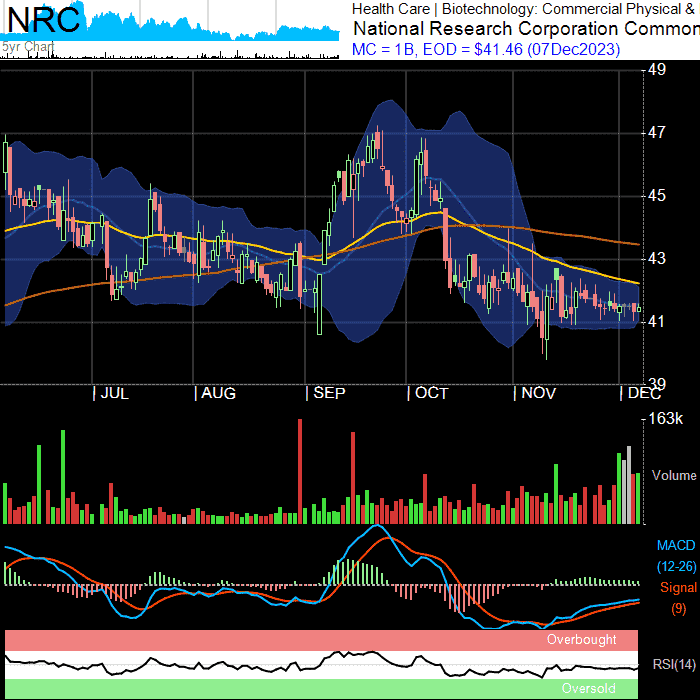 Health Care | Biotechnology: Commercial Physical &
NRC
National Research Corporation Common
5yr Chart
MC = 1B, EOD = $41.46 (07Dec2023)
49
47
45
43
41
39
| JUL | AUG | SEP | OCT | NOV | DEC
163k
Volume
MACD
(12-26)
Signal
(9)
Overbought
RSI(14)
Oversold